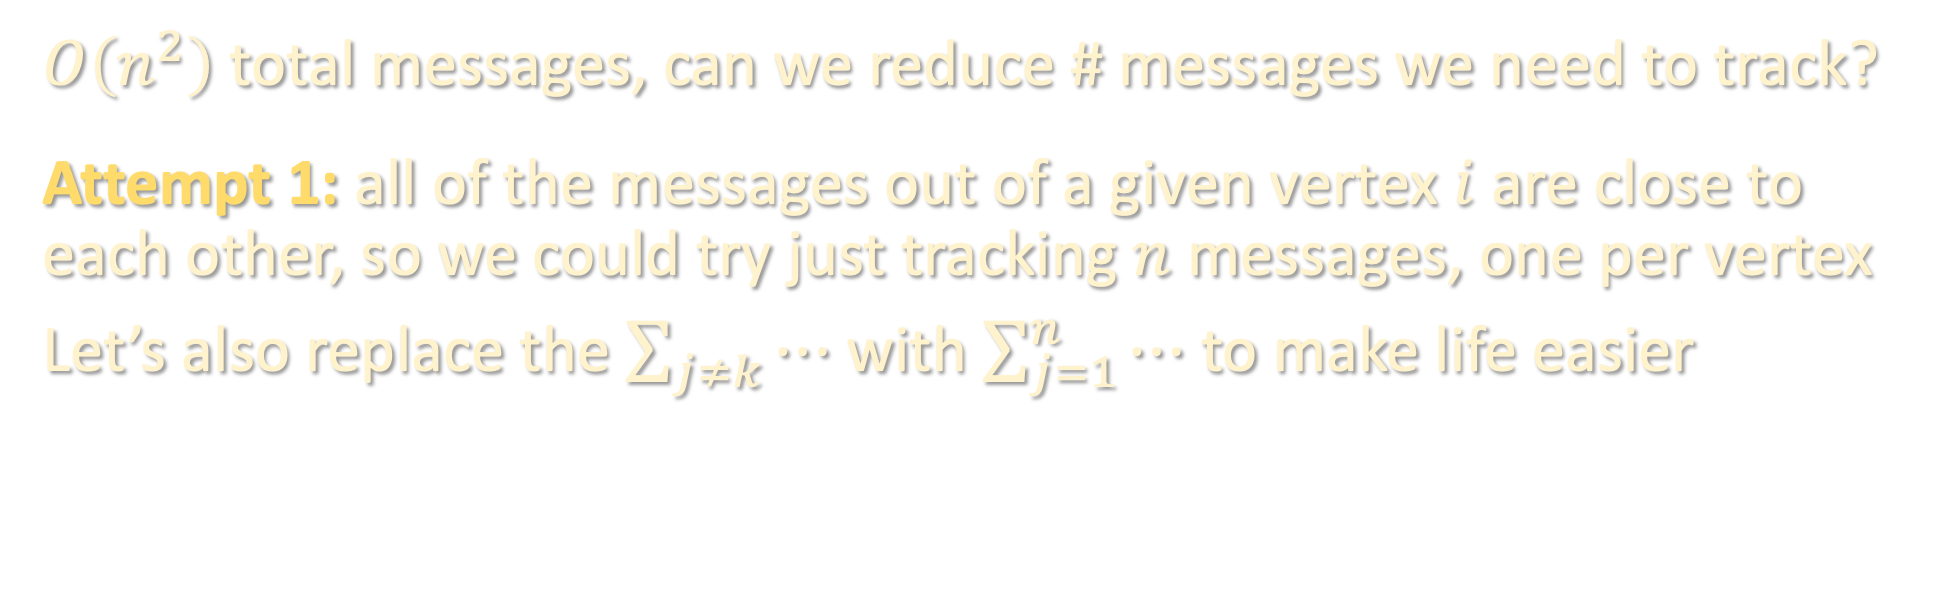 𝑂(𝑛²) total messages, can we reduce # messages we need to track?
Attempt 1: all of the messages out of a given vertex 𝑖 are close to
each other, so we could try just tracking 𝑛 messages, one per vertex
Let’s also replace the ∑_{𝑗≠𝑘} ⋯ with ∑_{𝑗=1}^{𝑛} ⋯ to make life easier